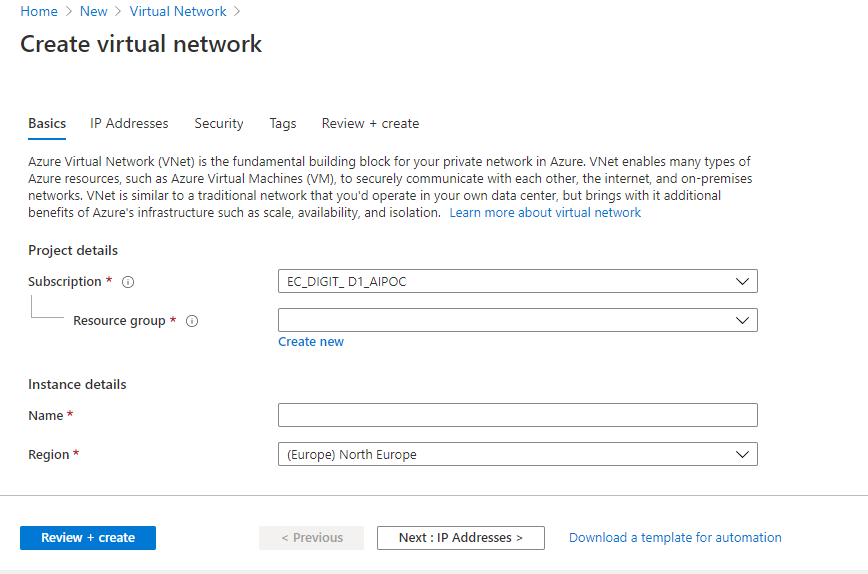 Home > New > Virtual Network >
Create virtual network
Basics IP Addresses Security Tags Review + create
Azure Virtual Network (VNet) is the fundamental building block for your private network in Azure. VNet enables many types of
Azure resources, such as Azure Virtual Machines (VM), to securely communicate with each other, the internet, and on-premises
networks. VNet is similar to a traditional network that you'd operate in your own data center, but brings with it additional
benefits of Azure's infrastructure such as scale, availability, and isolation. Learn more about virtual network
Project details
Subscription * EC_DIGIT_ D1_AIPOC
Resource group *
Create new
Instance details
Name *
Region * (Europe) North Europe
Review + create < Previous Next : IP Addresses > Download a template for automation